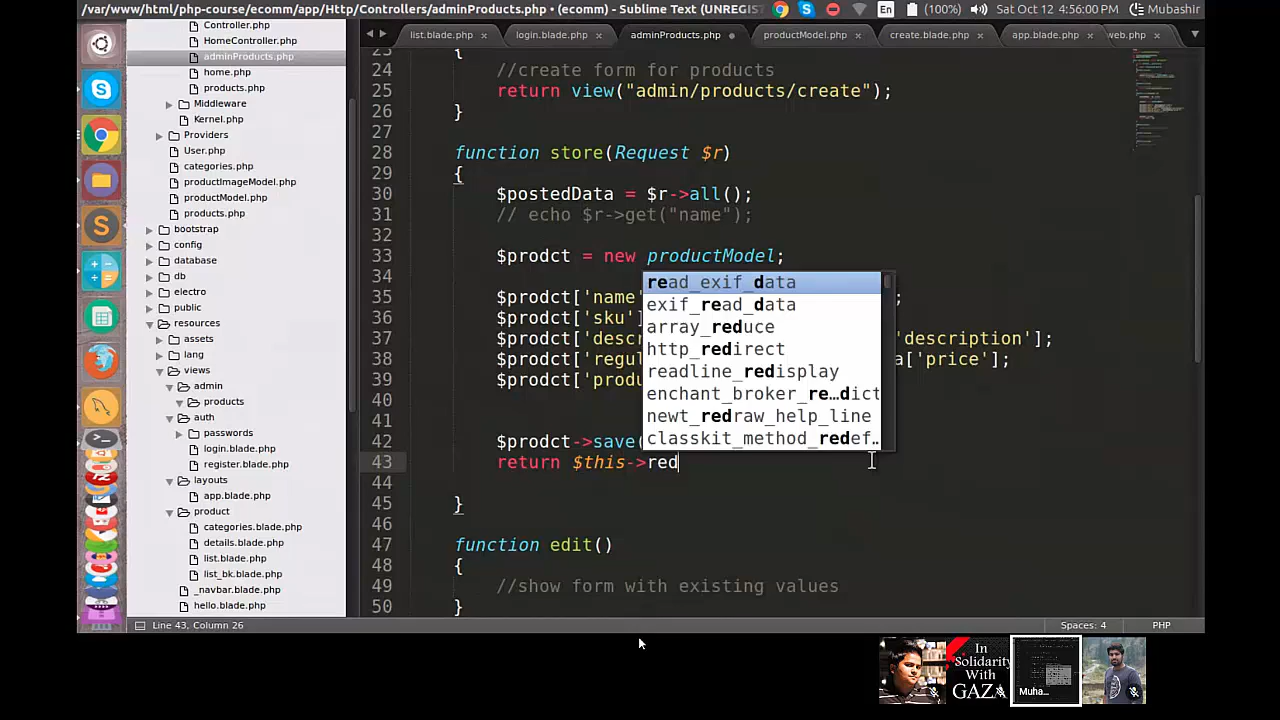 /var/www/html/php-course/ecomm/app/Http/Controllers/adminProducts.php • (ecomm) - Sublime Text (UNREGIS
En (100%) Sat Oct 12 4:56:00 PM Mubashir
list.blade.php × login.blade.php × adminProducts.php productModel.php × create.blade.php × app.blade.php × web.php ×
Controller.php
HomeController.php
adminProducts.php
home.php
products.php
Middleware
Kernel.php
Providers
User.php
categories.php
productImageModel.php
productModel.php
products.php
bootstrap
config
database
db
electro
public
resources
assets
lang
views
admin
products
auth
passwords
login.blade.php
register.blade.php
layouts
app.blade.php
product
categories.blade.php
details.blade.php
list.blade.php
list_bk.blade.php
_navbar.blade.php
hello.blade.php
23 {
24 //create form for products
25 return view("admin/products/create");
26 }
27
28 function store(Request $r)
29 {
30 $postedData = $r->all();
31 // echo $r->get("name");
32
33 $prodct = new productModel;
34
35 $prodct['name' ;
36 $prodct['sku']
37 $prodct['descr 'description'];
38 $prodct['regul a['price'];
39 $prodct['produ
40
41
42 $prodct->save(
43 return $this->red
44
45 }
46
47 function edit()
48 {
49 //show form with existing values
50 }
read_exif_data
exif_read_data
array_reduce
http_redirect
readline_redisplay
enchant_broker_re…dict
newt_redraw_help_line
classkit_method_redef…
Line 43, Column 26 Spaces: 4 PHP
In
Solidarity
With
GAZA
Muha...